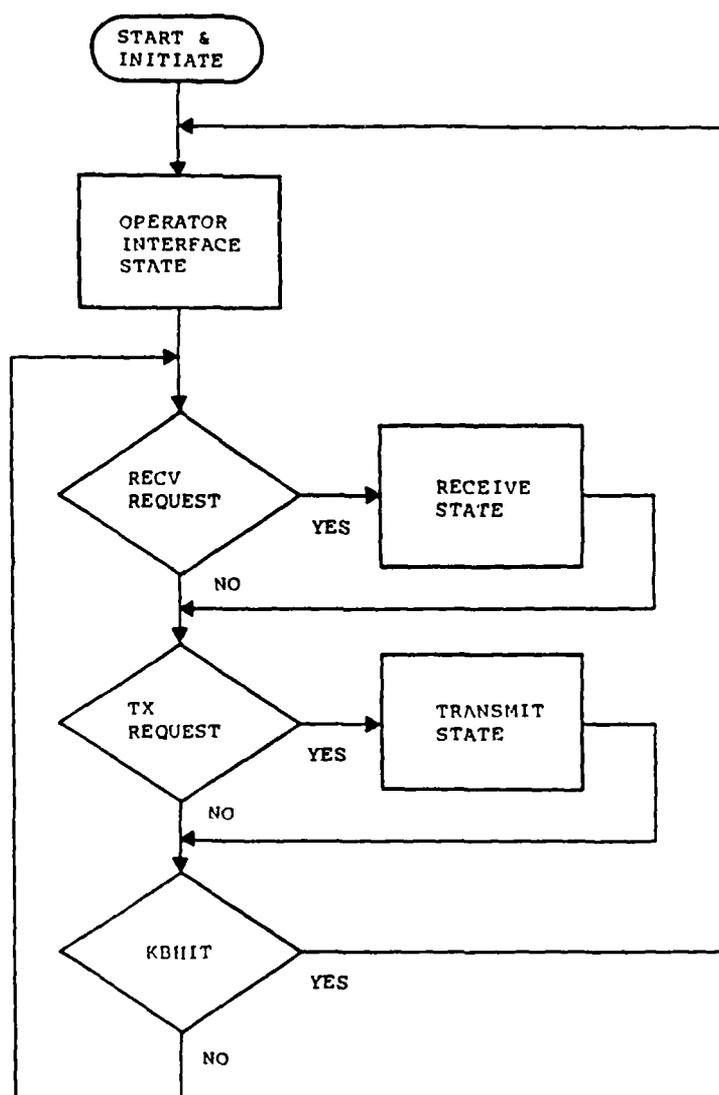 START &
INITIATE
OPERATOR
INTERFACE
STATE
RECV
REQUEST
YES
RECEIVE
STATE
NO
TX
REQUEST
YES
TRANSMIT
STATE
NO
KBHIT
YES
NO